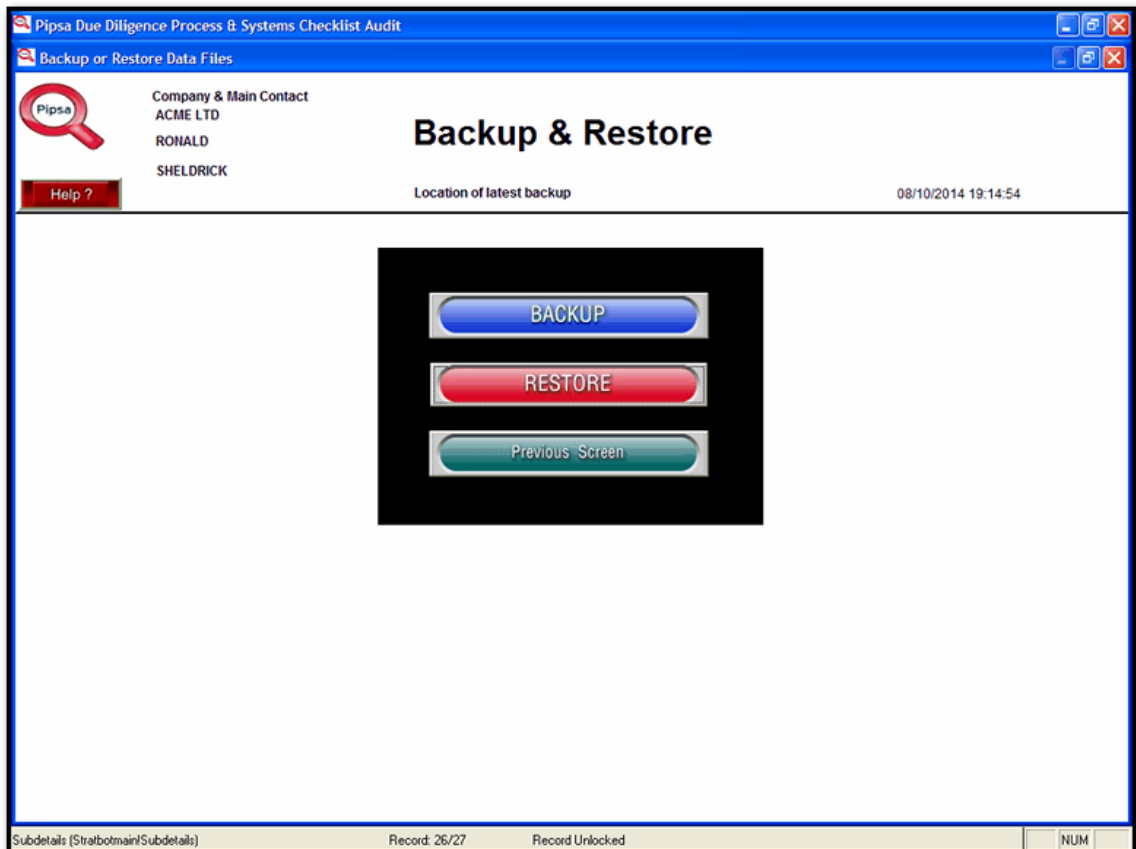 Pipsa Due Diligence Process & Systems Checklist Audit
Backup or Restore Data Files
Pipsa
Company & Main Contact
ACME LTD
RONALD
SHELDRICK
Backup & Restore
Help ?
Location of latest backup 08/10/2014 19:14:54
BACKUP
RESTORE
Previous Screen
Subdetails (Stratbotmain!Subdetails) Record: 26/27 Record Unlocked NUM